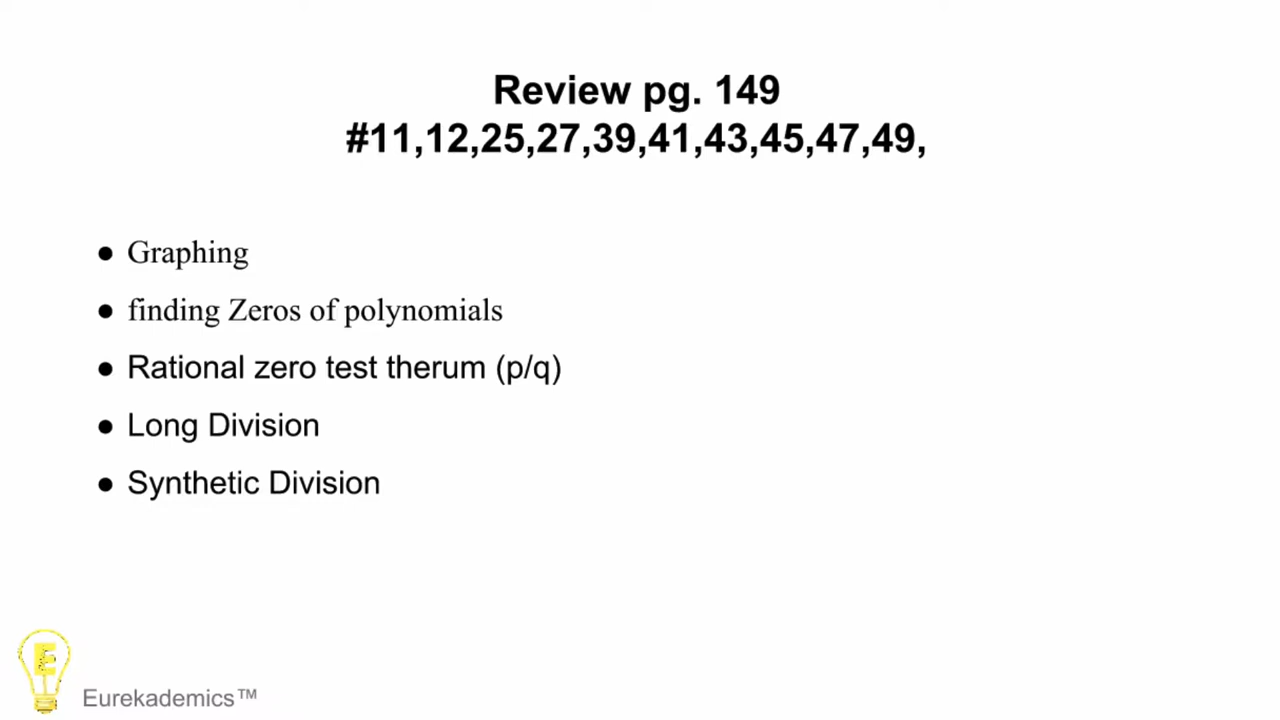 Review pg. 149
#11,12,25,27,39,41,43,45,47,49,
● Graphing
● finding Zeros of polynomials
● Rational zero test therum (p/q)
● Long Division
● Synthetic Division
E
Eurekademics™